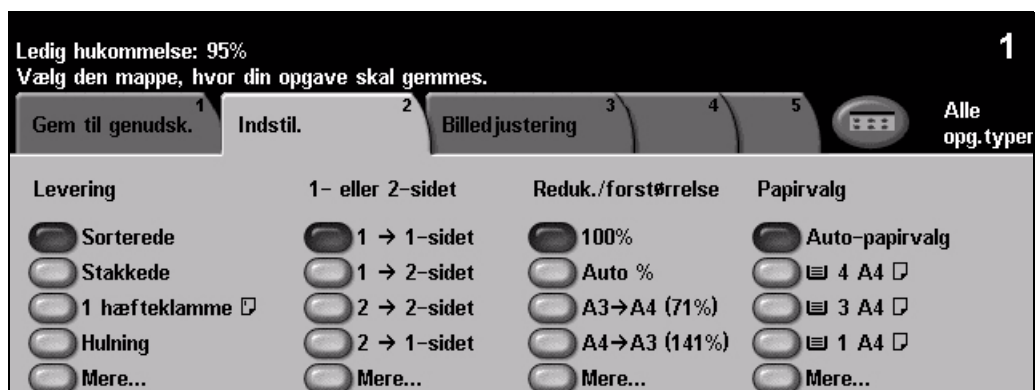 Ledig hukommelse: 95%
1
Vælg den mappe, hvor din opgave skal gemmes.
1 2 3 4 5
Gem til genudsk. Indstil. Billedjustering
Alle
opg.typer
Levering 1- eller 2-sidet Reduk./forstørrelse Papirvalg
Sorterede 1 → 1-sidet 100% Auto-papirvalg
Stakkede 1 → 2-sidet Auto % 4 A4
1 hæfteklamme 2 → 2-sidet A3→A4 (71%) 3 A4
Hulning 2 → 1-sidet A4→A3 (141%) 1 A4
Mere... Mere... Mere... Mere...